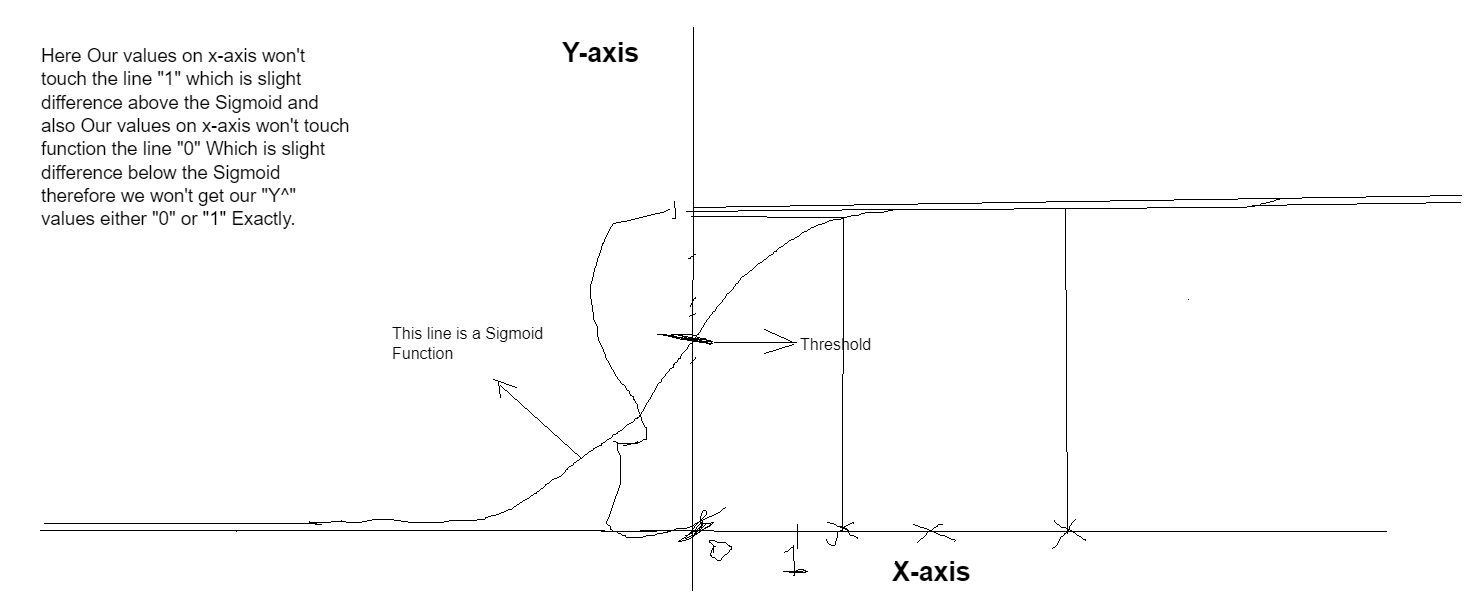 Here Our values on x-axis won't
touch the line "1" which is slight
difference above the Sigmoid and
also Our values on x-axis won't touch
function the line "0" Which is slight
difference below the Sigmoid
therefore we won't get our "Y^"
values either "0" or "1" Exactly.
Y-axis
1
This line is a Sigmoid
Function
Threshold
0
1
X-axis